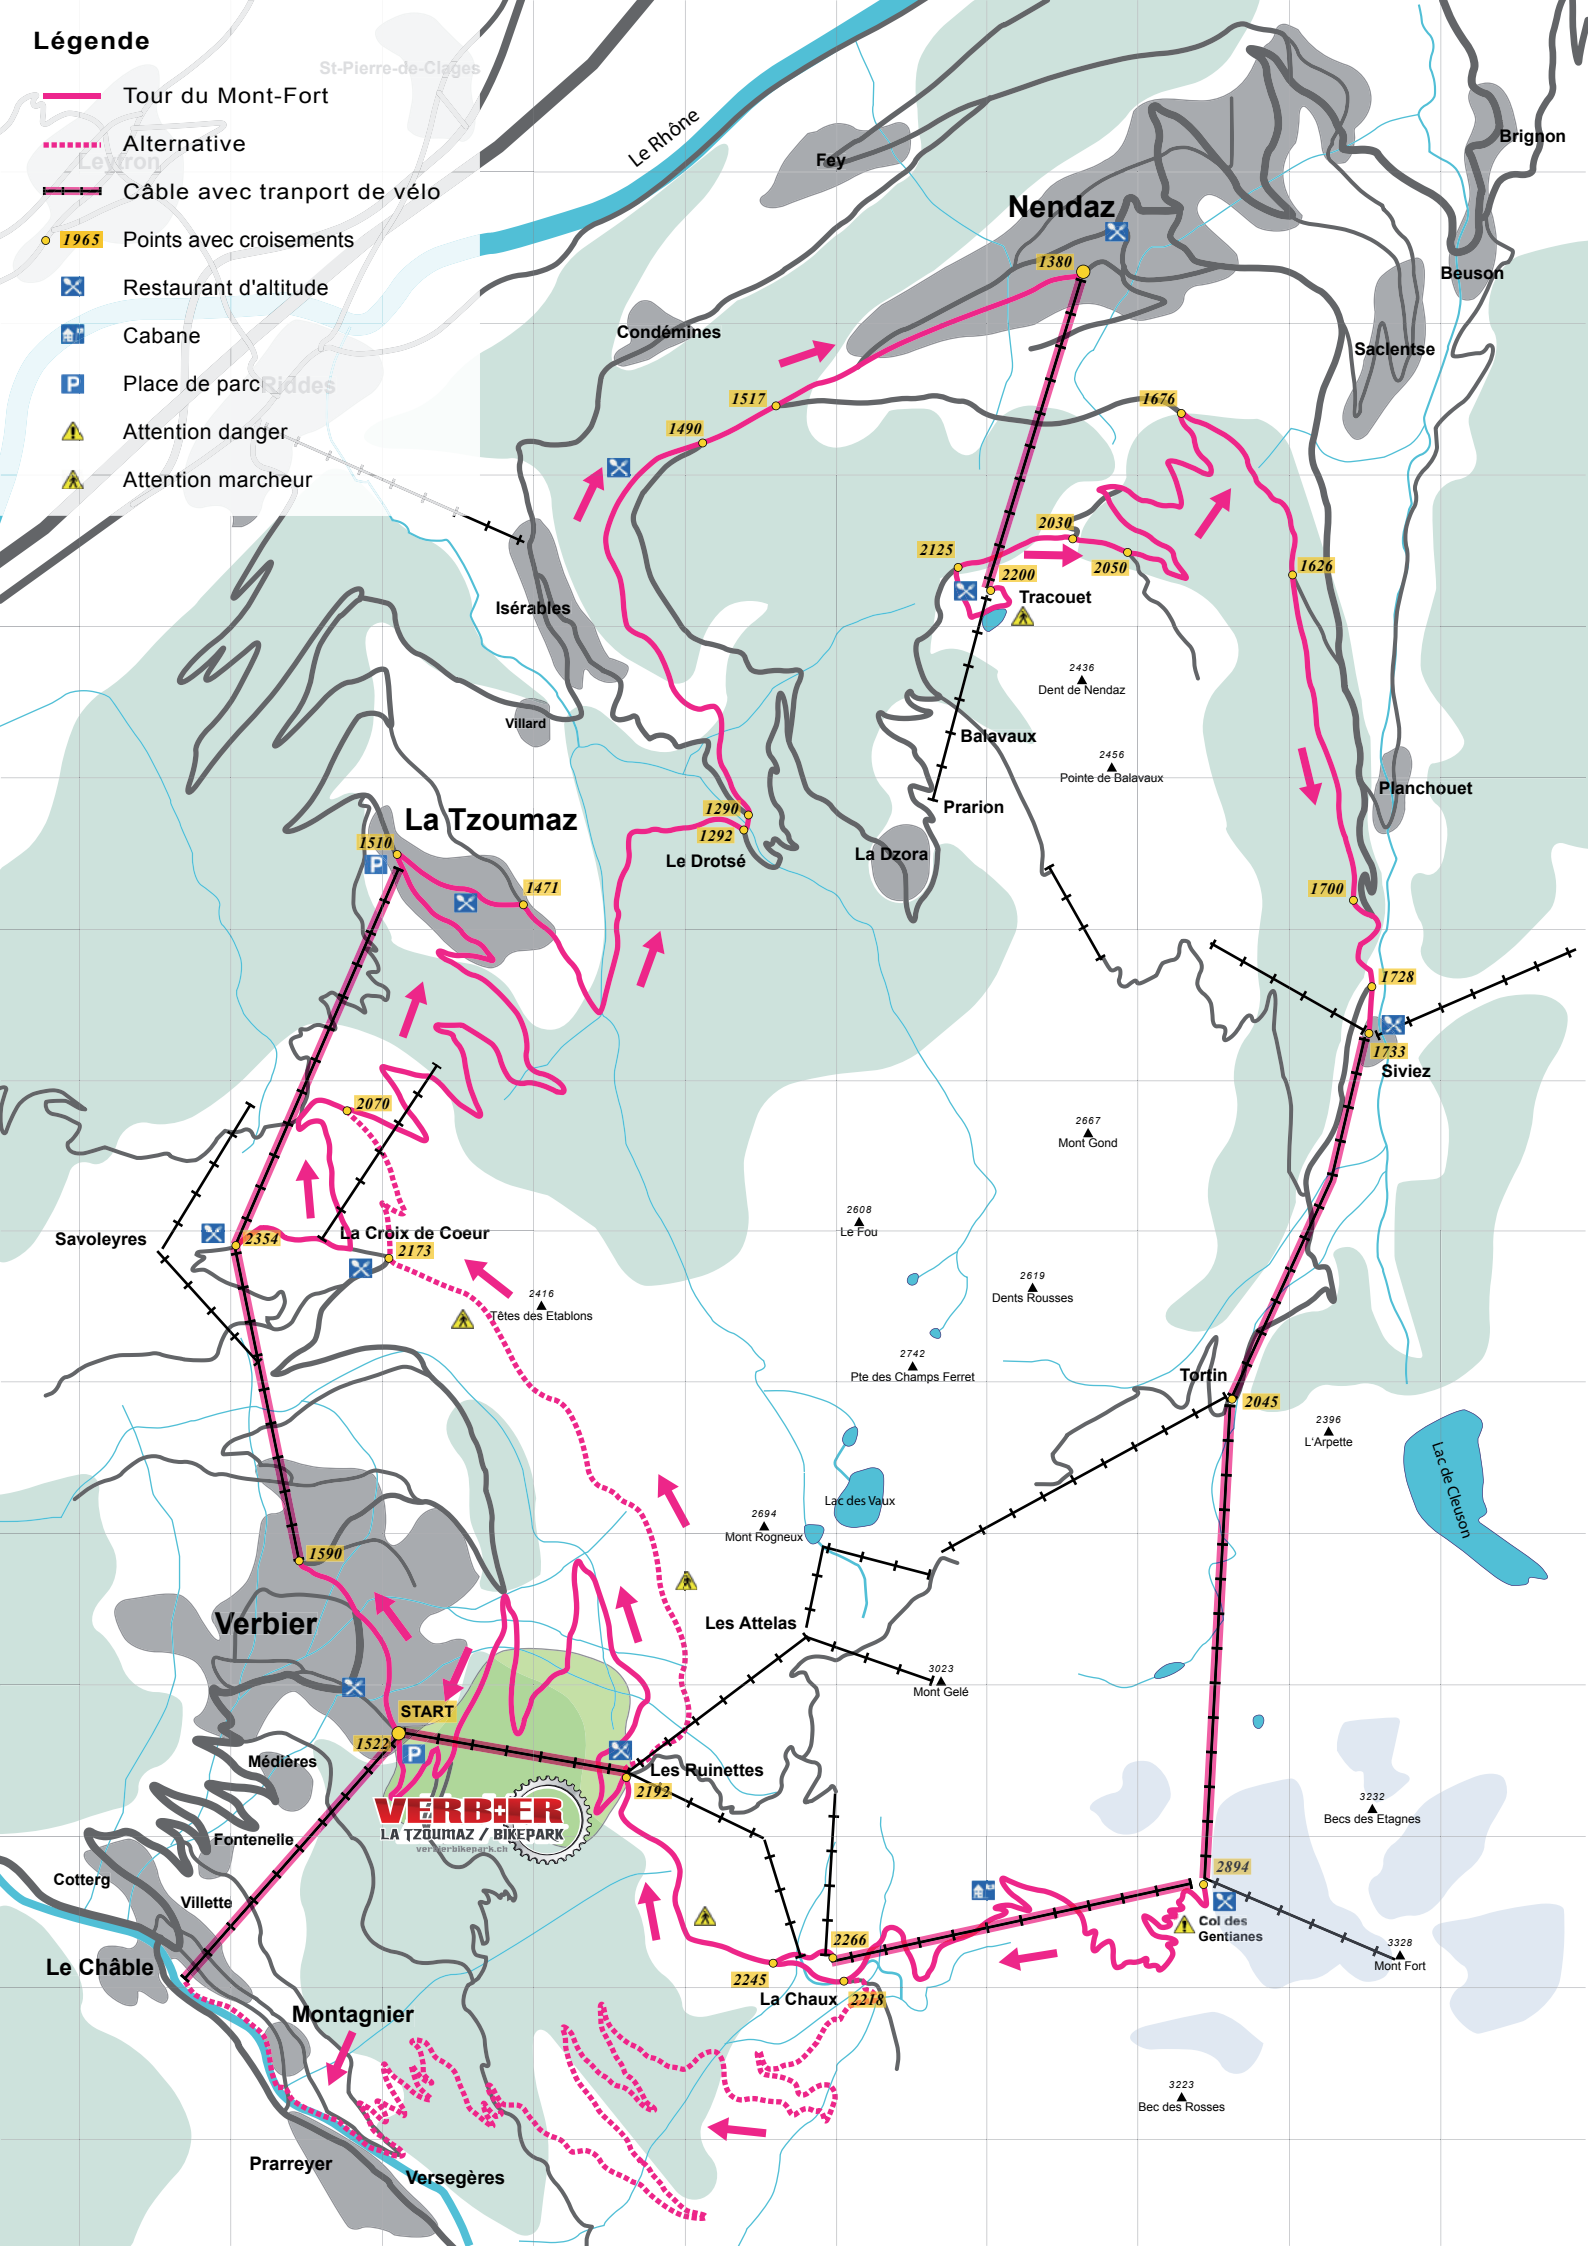 Légende
St-Pierre-de-Clages
Tour du Mont-Fort
Alternative
Leytron
Câble avec tranport de vélo
1965 Points avec croisements
Restaurant d'altitude
Cabane
P Place de parc
Riddes
Attention danger
Attention marcheur
Le Rhône
Fey
Brignon
Nendaz
1380
Beuson
Condémines
Saclentse
1517
1676
1490
2030
2125
2050
2200
1626
Tracouet
Isérables
2436
Dent de Nendaz
Villard
Balavaux
2456
Pointe de Balavaux
Planchouet
Prarion
La Tzoumaz
1290
1292
1510
P
Le Drotsé
La Dzora
1471
1700
1728
1733
Siviez
2070
2667
Mont Gond
2608
Le Fou
Savoleyres
2354
La Croix de Coeur
2173
2619
Dents Rousses
2416
Têtes des Etablons
2742
Pte des Champs Ferret
Tortin
2045
2396
L'Arpette
Lac de Cleuson
Lac des Vaux
2694
Mont Rogneux
1590
Verbier
Les Attelas
3023
Mont Gelé
START
1522
P
Médières
Les Ruinettes
2192
VERBIER
LA TZOUMAZ / BIKEPARK
verbierbikepark.ch
3232
Becs des Etagnes
Fontenelle
Cotterg
Villette
2894
Col des
Gentianes
2266
3328
Mont Fort
Le Châble
2245
La Chaux
2218
Montagnier
3223
Bec des Rosses
Prarreyer
Versegères